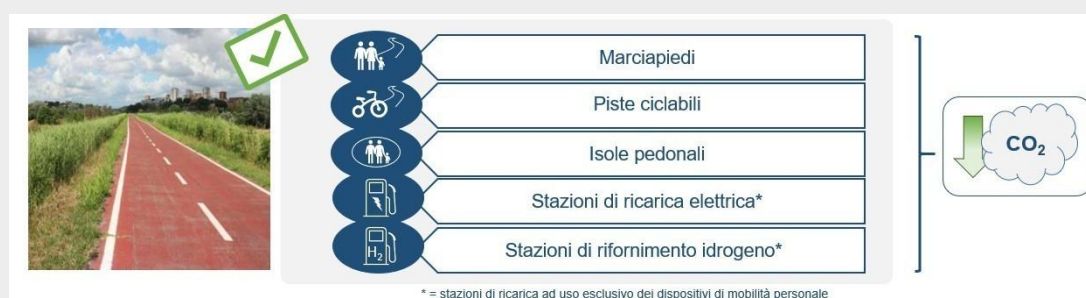 Marciapiedi
Piste ciclabili
Isole pedonali
Stazioni di ricarica elettrica*
H2
Stazioni di rifornimento idrogeno*
CO2
* = stazioni di ricarica ad uso esclusivo dei dispositivi di mobilità personale